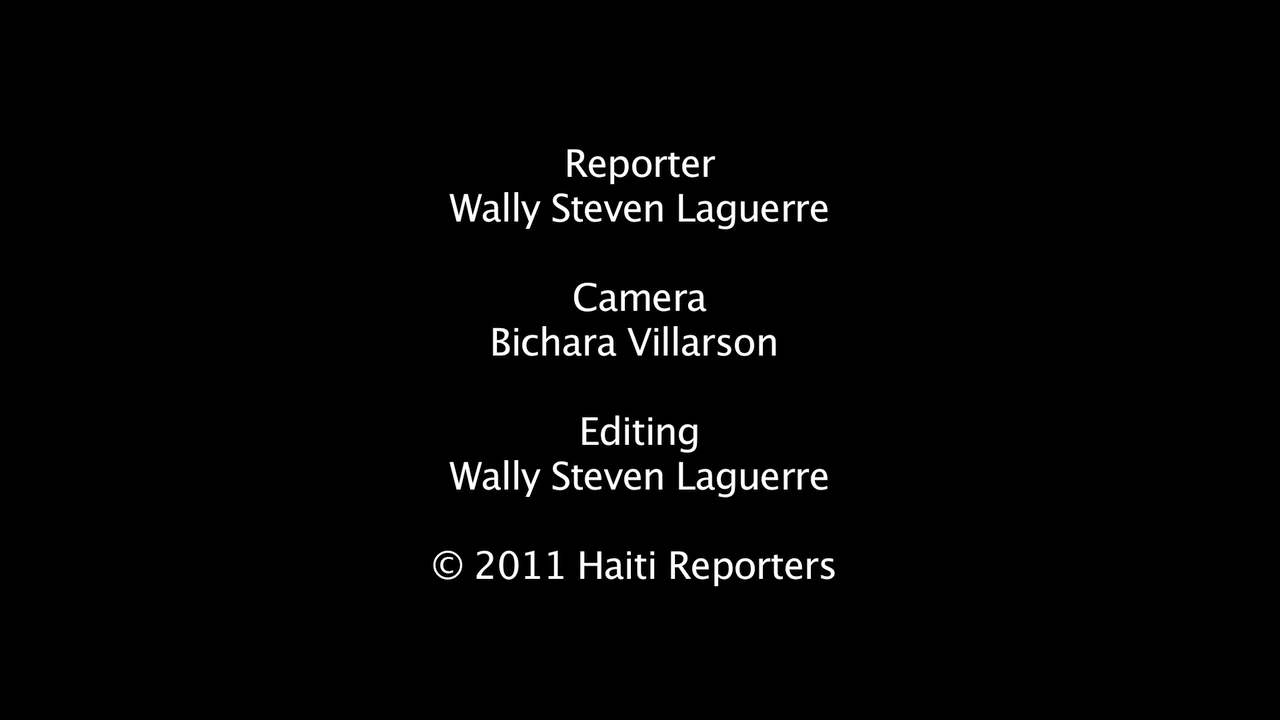 Reporter
Wally Steven Laguerre
Camera
Bichara Villarson
Editing
Wally Steven Laguerre
© 2011 Haiti Reporters